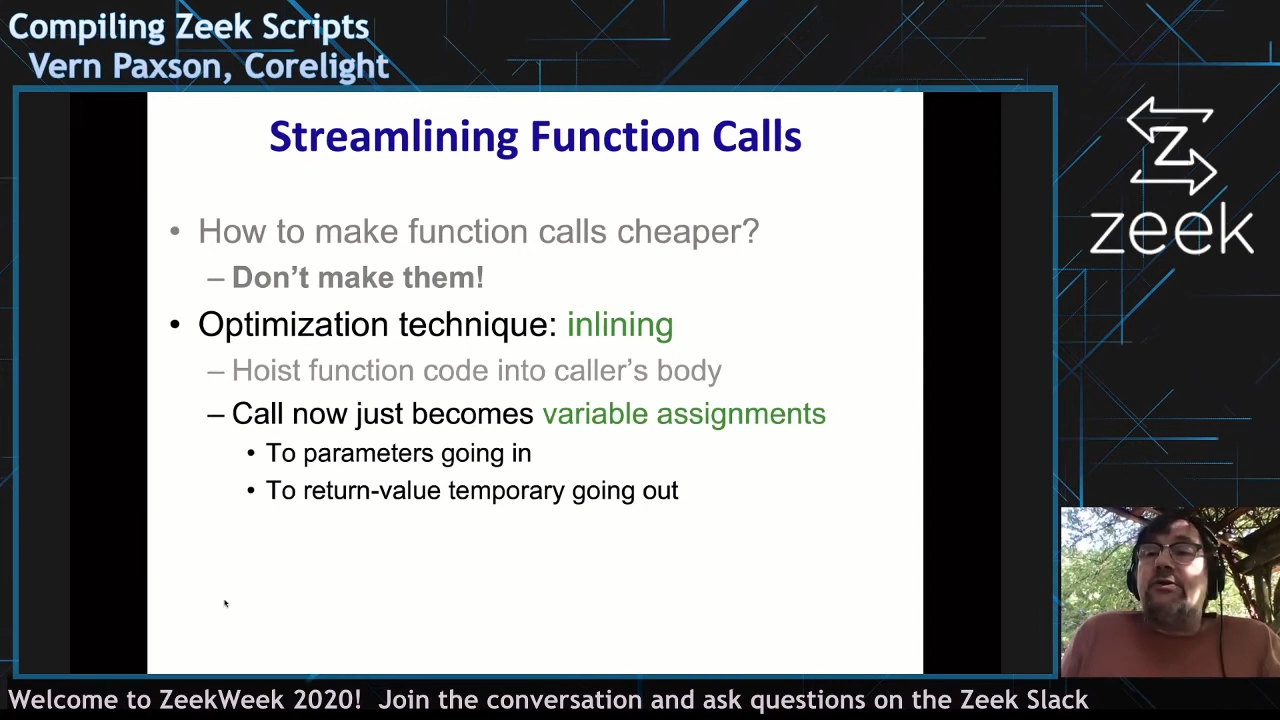 Compiling Zeek Scripts
Vern Paxson, Corelight
Streamlining Function Calls
• How to make function calls cheaper?
– Don’t make them!
• Optimization technique: inlining
– Hoist function code into caller’s body
– Call now just becomes variable assignments
• To parameters going in
• To return-value temporary going out
Z
zeek
Welcome to ZeekWeek 2020! Join the conversation and ask questions on the Zeek Slack